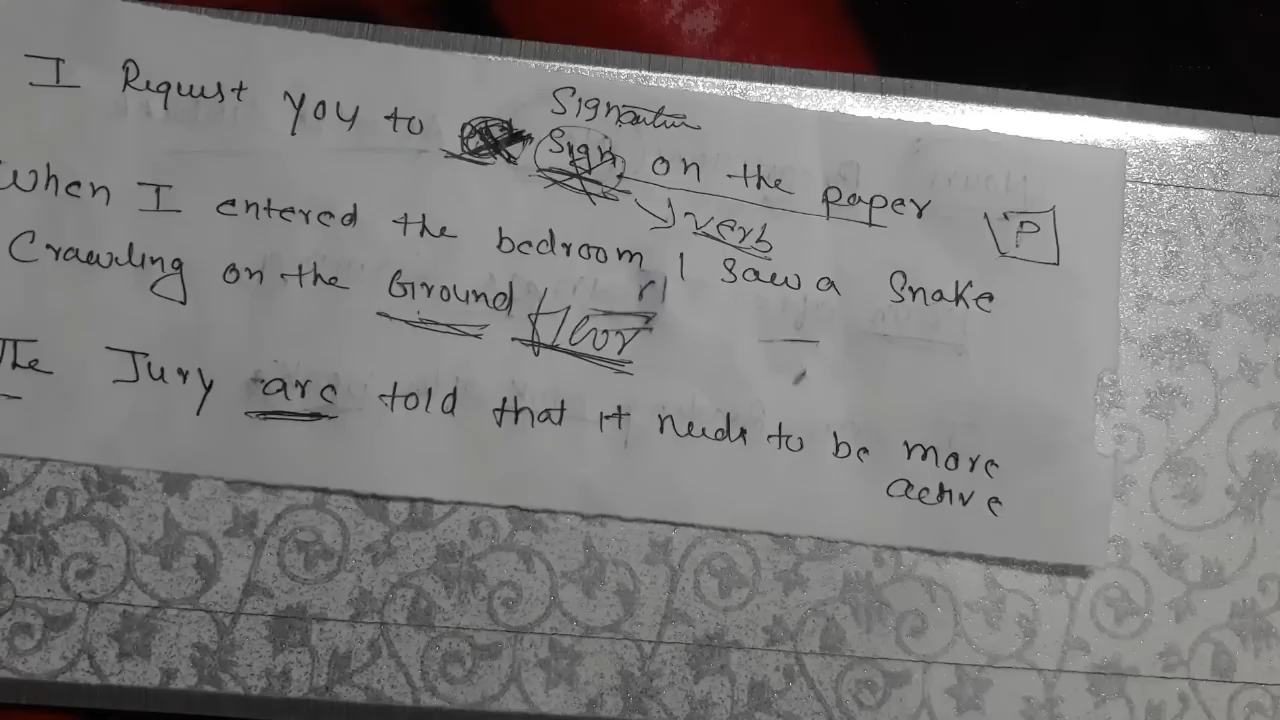 I Request you to Sign on the paper
Signature
verb
P
When I entered the bedroom I saw a Snake
Crawling on the Ground / floor
The Jury are told that it needs to be more
active